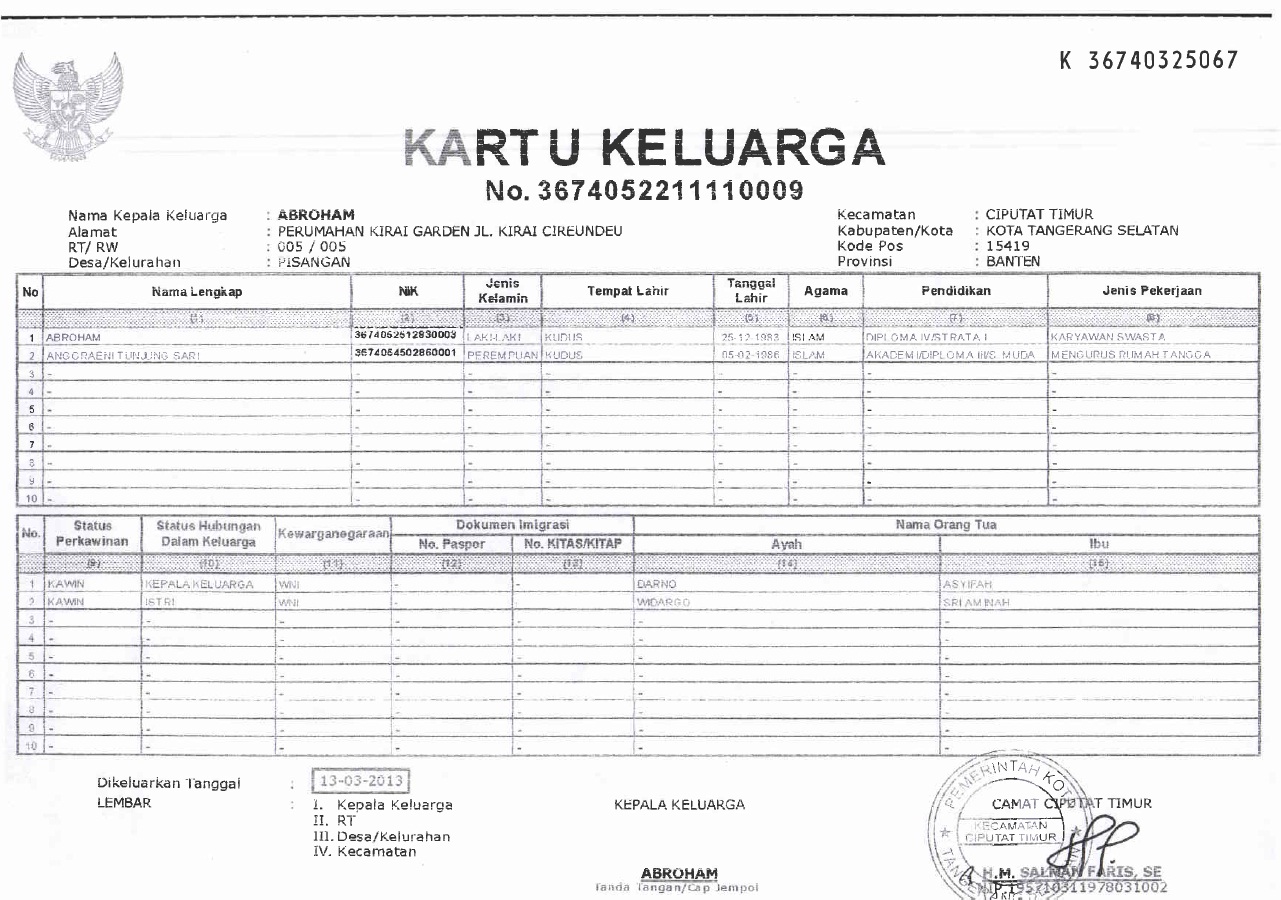 K 36740325067
KARTU KELUARGA
No. 3674052211110009
Nama Kepala Keluarga : ABROHAM
Alamat : PERUMAHAN KIRAI GARDEN JL. KIRAI CIREUNDEU
RT/ RW : 005 / 005
Desa/Kelurahan : PISANGAN
Kecamatan : CIPUTAT TIMUR
Kabupaten/Kota : KOTA TANGERANG SELATAN
Kode Pos : 15419
Provinsi : BANTEN
No Nama Lengkap NIK Jenis Kelamin Tempat Lahir Tanggal Lahir Agama Pendidikan Jenis Pekerjaan
(1) (2) (3) (4) (5) (6) (7) (8)
1 ABROHAM 3674052512830003 LAKI-LAKI KUDUS 25-12-1983 ISLAM DIPLOMA IV/STRATA I KARYAWAN SWASTA
2 ANGGRAENI TUNJUNG SARI 3674054502860001 PEREMPUAN KUDUS 05-02-1986 ISLAM AKADEMI/DIPLOMA III/S. MUDA MENGURUS RUMAH TANGGA
3 - - - - - - - -
4 - - - - - - - -
5 - - - - - - - -
6 - - - - - - - -
7 - - - - - - - -
8 - - - - - - - -
9 - - - - - - - -
10 - - - - - - - -
No. Status Perkawinan Status Hubungan Dalam Keluarga Kewarganegaraan Dokumen Imigrasi Nama Orang Tua
No. Paspor No. KITAS/KITAP Ayah Ibu
(9) (10) (11) (12) (13) (14) (15)
1 KAWIN KEPALA KELUARGA WNI - - DARNO ASYIFAH
2 KAWIN ISTRI WNI - - WIDARGO SRI AMINAH
3 - - - - - - -
4 - - - - - - -
5 - - - - - - -
6 - - - - - - -
7 - - - - - - -
8 - - - - - - -
9 - - - - - - -
10 - - - - - - -
Dikeluarkan Tanggal : 13-03-2013
LEMBAR : I. Kepala Keluarga
II. RT
III. Desa/Kelurahan
IV. Kecamatan
KEPALA KELUARGA
ABROHAM
Tanda Tangan/Cap Jempol
CAMAT CIPUTAT TIMUR
PEMERINTAH KOTA
KECAMATAN
CIPUTAT TIMUR
H.M. SALMAN FARIS, SE
NIP 195710311978031002